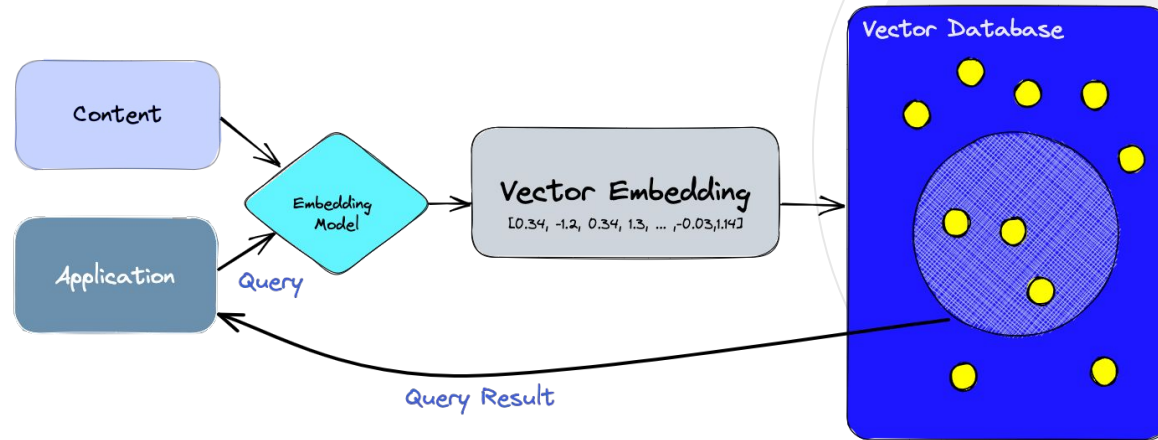 Vector Database
Content
Embedding
Model
Vector Embedding
[0.34, -1.2, 0.34, 1.3, ... ,-0.03,1.14]
Application
Query
Query Result